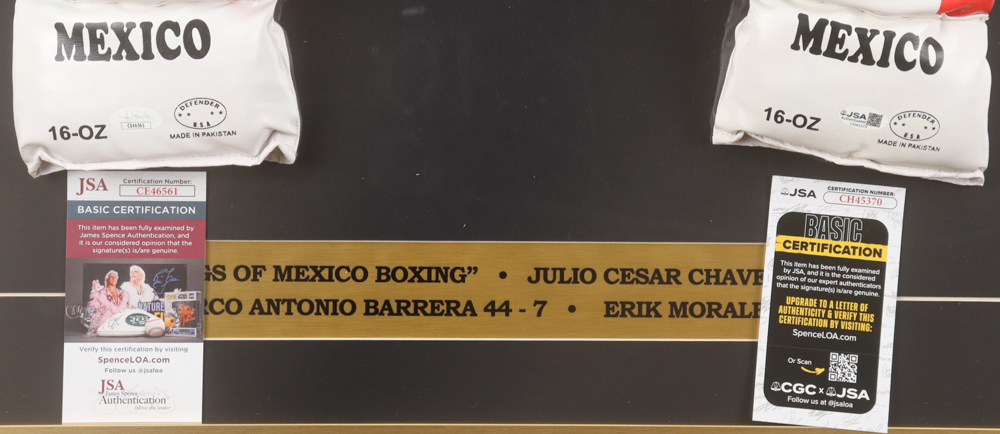 MEXICO
16-OZ
CE46561
DEFENDER
U.S.A
MADE IN PAKISTAN
MEXICO
16-OZ
JSA
DEFENDER
U.S.A
MADE IN PAKISTAN
JSA
Certification Number:
CE46561
BASIC CERTIFICATION
This item has been fully examined by
James Spence Authentication, and
it is our considered opinion that the
signature(s) is/are genuine.
Verify this certification by visiting
SpenceLOA.com
Follow us @jsaloa
JSA
James Spence
Authentication
follow the leader
GS OF MEXICO BOXING” • JULIO CESAR CHAVE
RCO ANTONIO BARRERA 44 - 7 • ERIK MORALE
JSA
CERTIFICATION NUMBER:
CH45370
BASIC
CERTIFICATION
This item has been fully examined
by JSA, and it is our considered
opinion of our expert authenticators
that the signature(s) is/are genuine.
UPGRADE TO A LETTER OF
AUTHENTICITY & VERIFY THIS
CERTIFICATION BY VISITING:
SpenceLOA.com
Or Scan
CGC x JSA
Follow us at @jsaloa